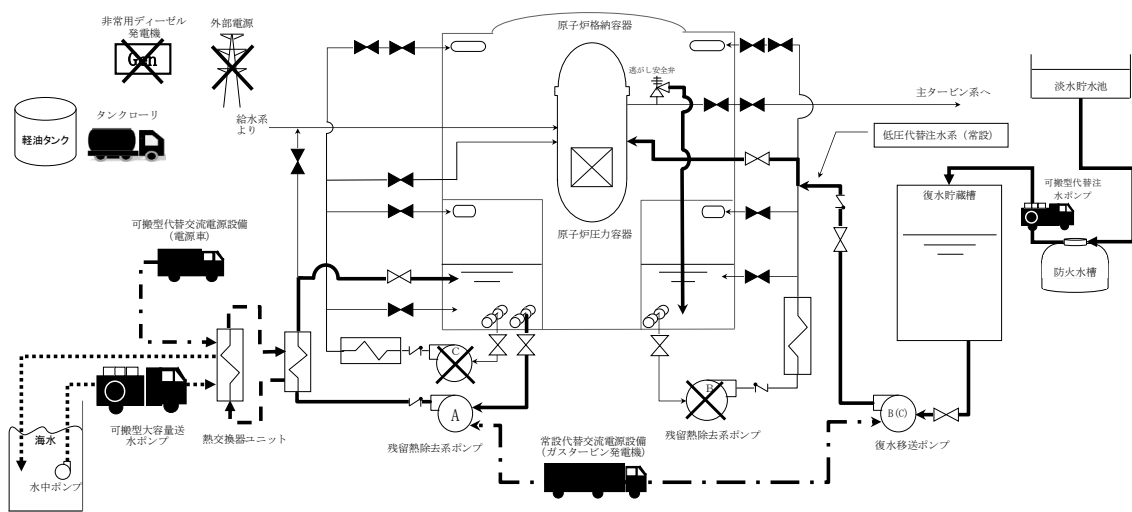 非常用ディーゼル
発電機
Gen
外部電源
原子炉格納容器
逃がし安全弁
主タービン系へ
淡水貯水池
軽油タンク
タンクローリ
給水系
より
低圧代替注水系（常設）
復水貯蔵槽
可搬型代替注
水ポンプ
防火水槽
可搬型代替交流電源設備
（電源車）
原子炉圧力容器
C
B
A
B(C)
海水
水中ポンプ
可搬型大容量送
水ポンプ
熱交換器ユニット
残留熱除去系ポンプ
常設代替交流電源設備
（ガスタービン発電機）
残留熱除去系ポンプ
復水移送ポンプ